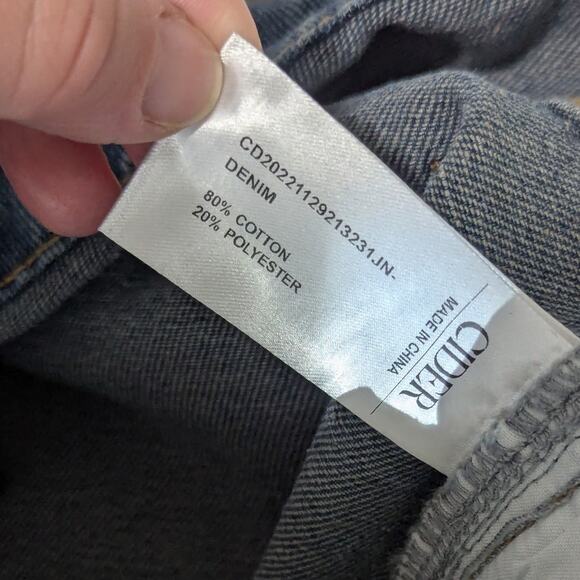 CD20221129213231JN-
DENIM
80% COTTON
20% POLYESTER
MADE IN CHINA
CIDER